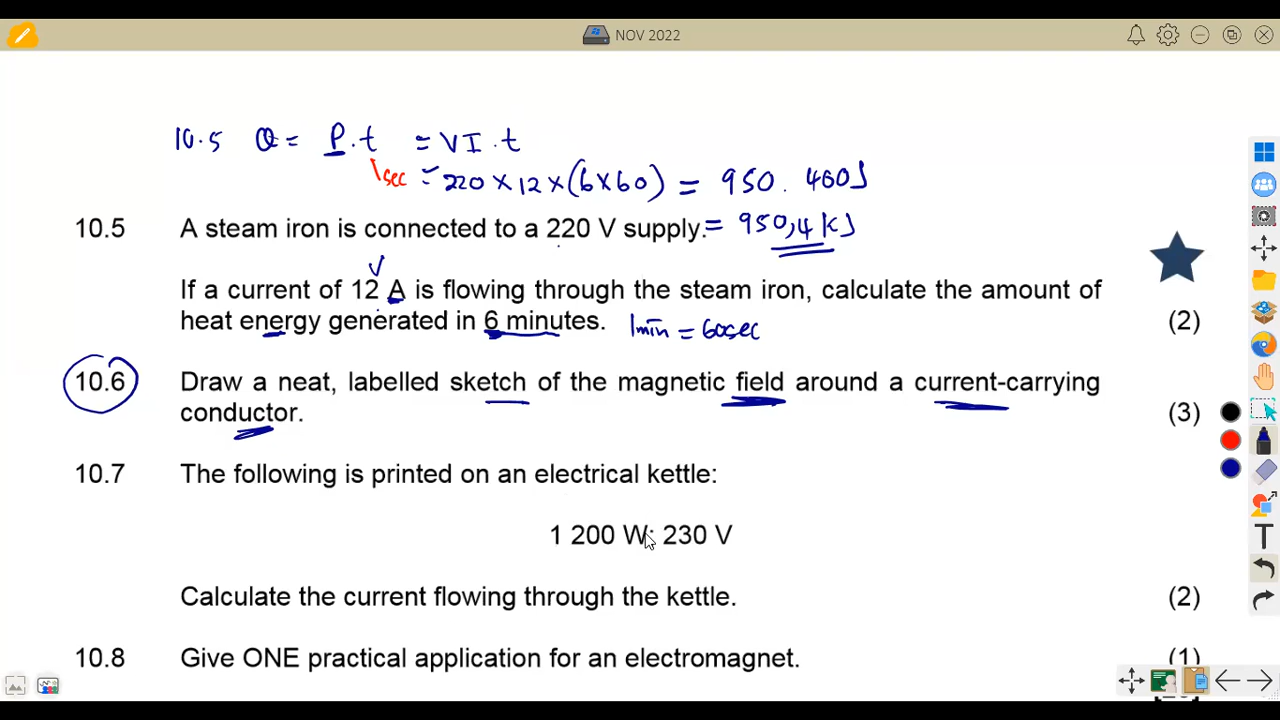 NOV 2022
10.5 Q = P.t = VI.t
sec = 220 × 12 × (6×60) = 950.400J
10.5 A steam iron is connected to a 220 V supply. = 950,4 kJ
If a current of 12 A is flowing through the steam iron, calculate the amount of
heat energy generated in 6 minutes. 1min = 60sec (2)
10.6 Draw a neat, labelled sketch of the magnetic field around a current-carrying
conductor. (3)
10.7 The following is printed on an electrical kettle:
1 200 W; 230 V
Calculate the current flowing through the kettle. (2)
10.8 Give ONE practical application for an electromagnet. (1)